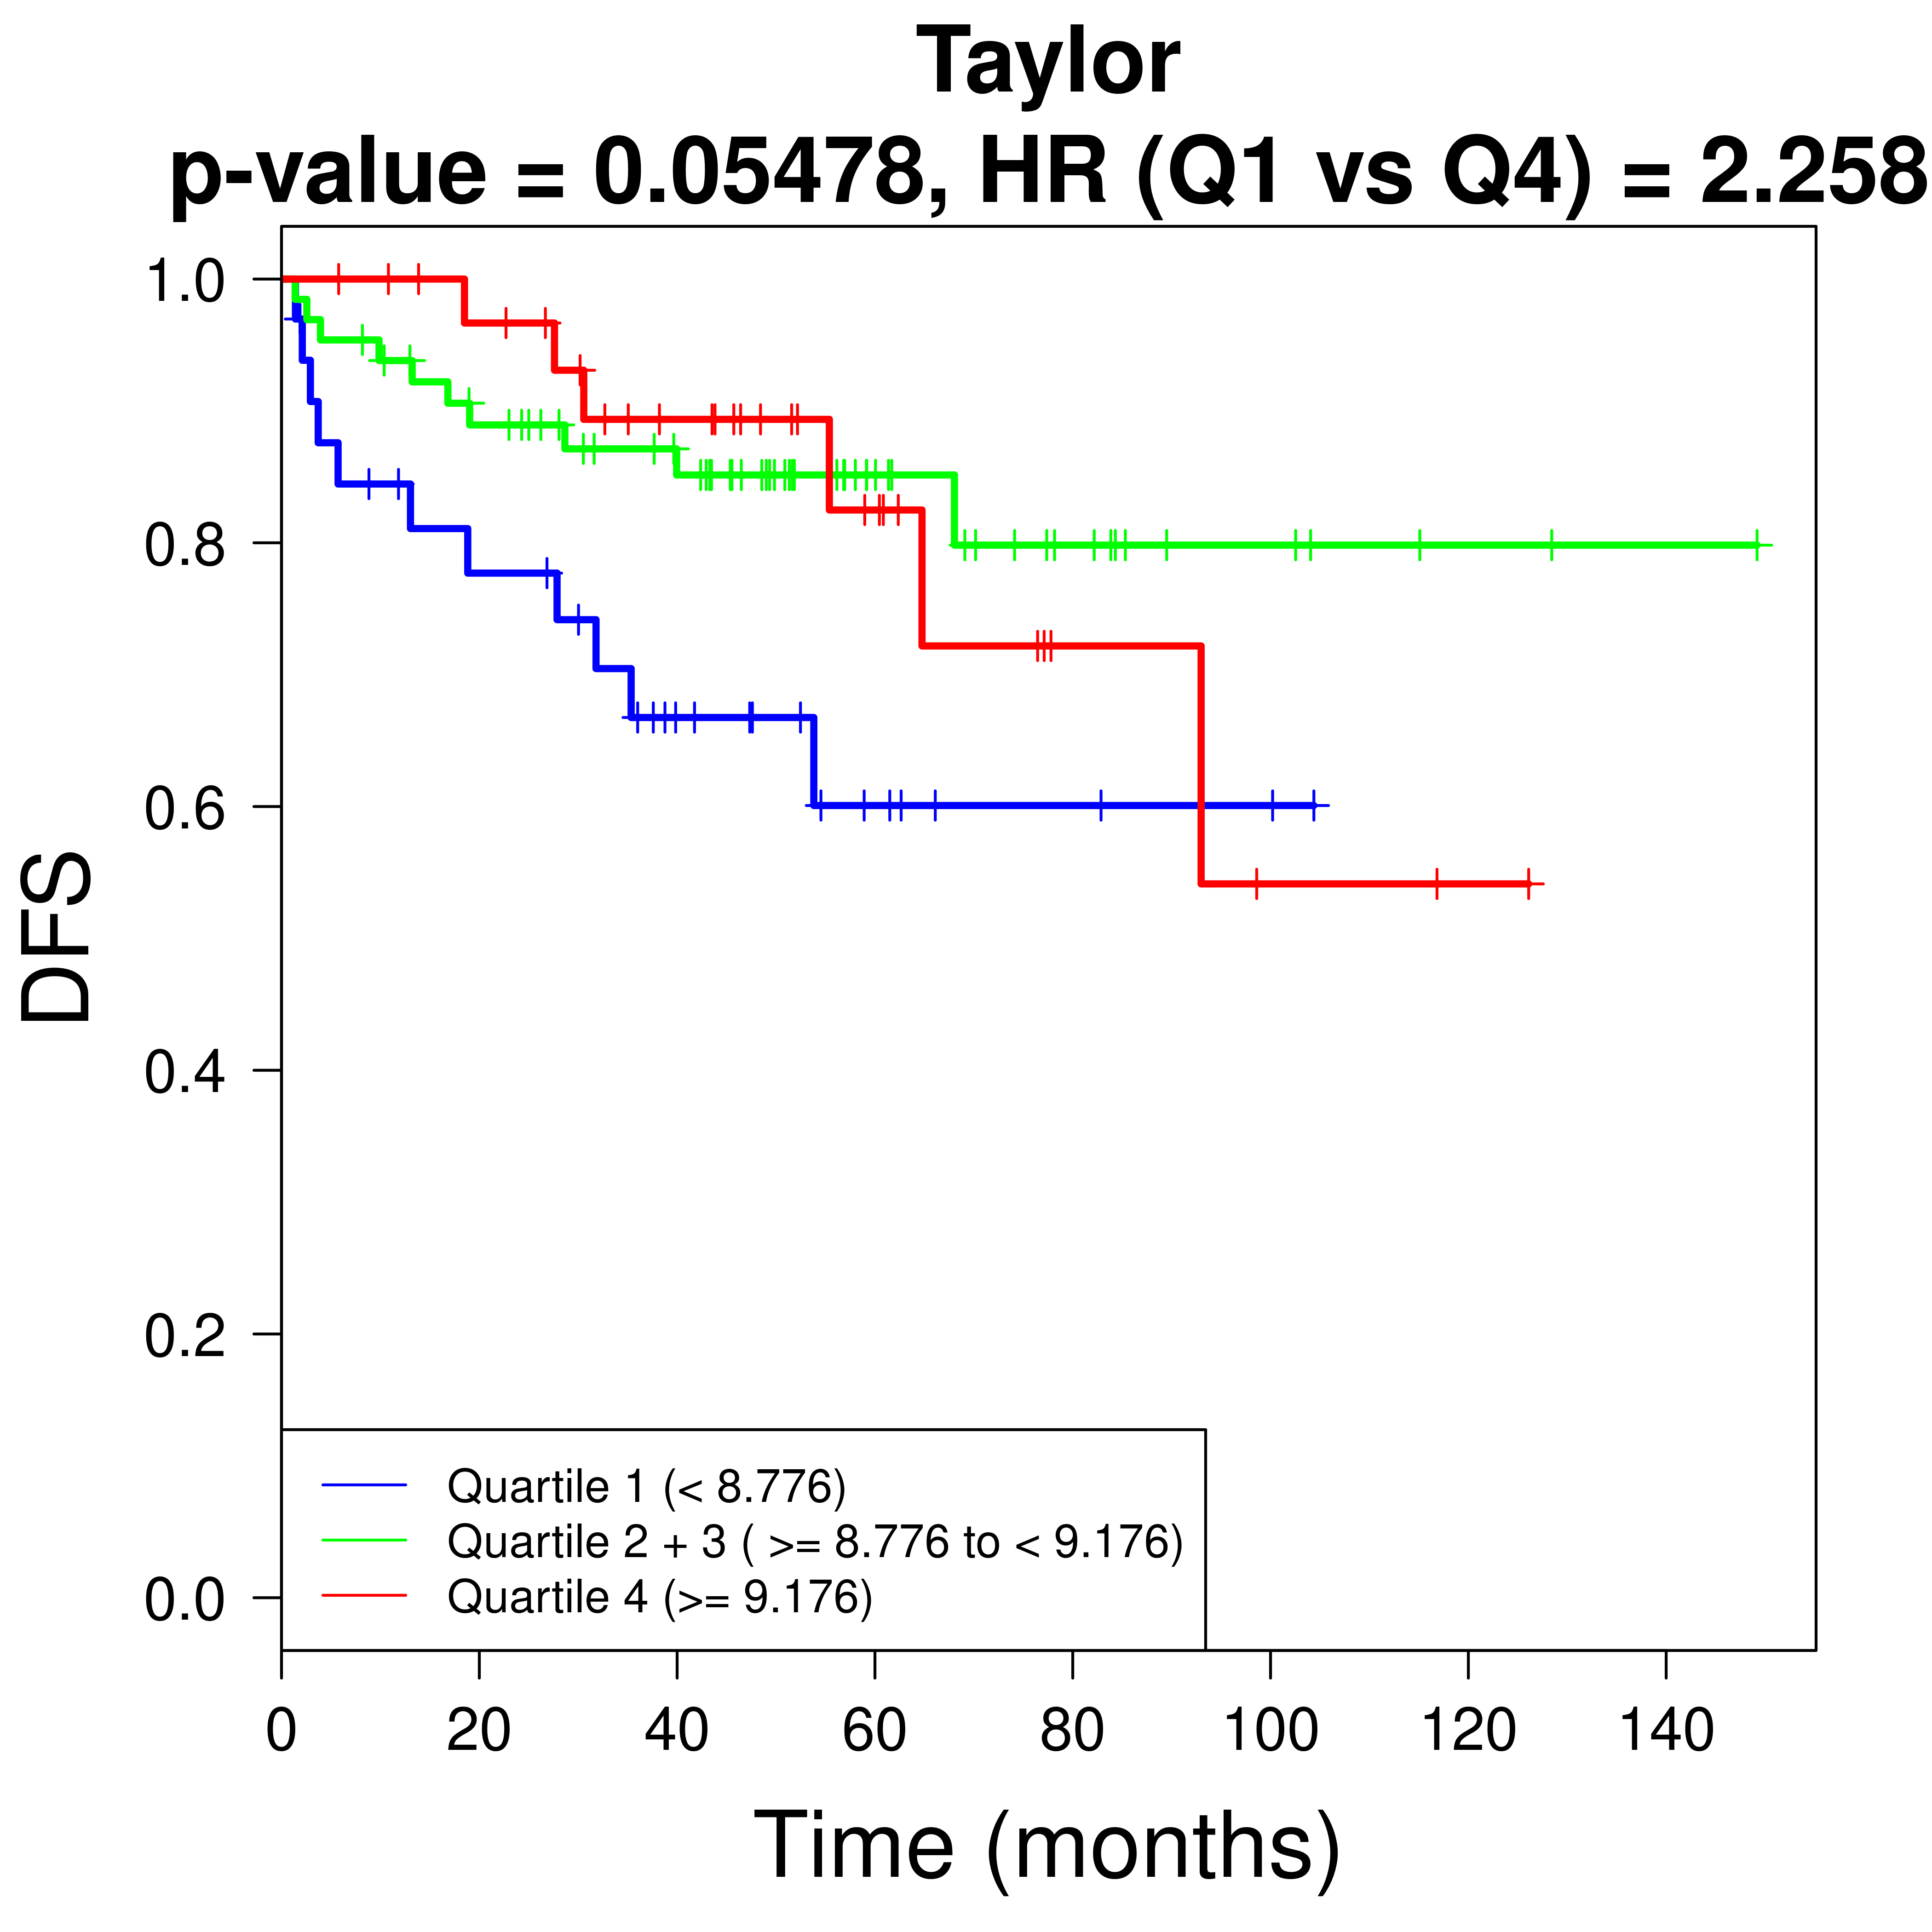 Taylor
p-value = 0.05478, HR (Q1 vs Q4) = 2.258
1.0
0.8
0.6
0.4
0.2
0.0
DFS
Quartile 1 (< 8.776)
Quartile 2 + 3 ( >= 8.776 to < 9.176)
Quartile 4 (>= 9.176)
0 20 40 60 80 100 120 140
Time (months)